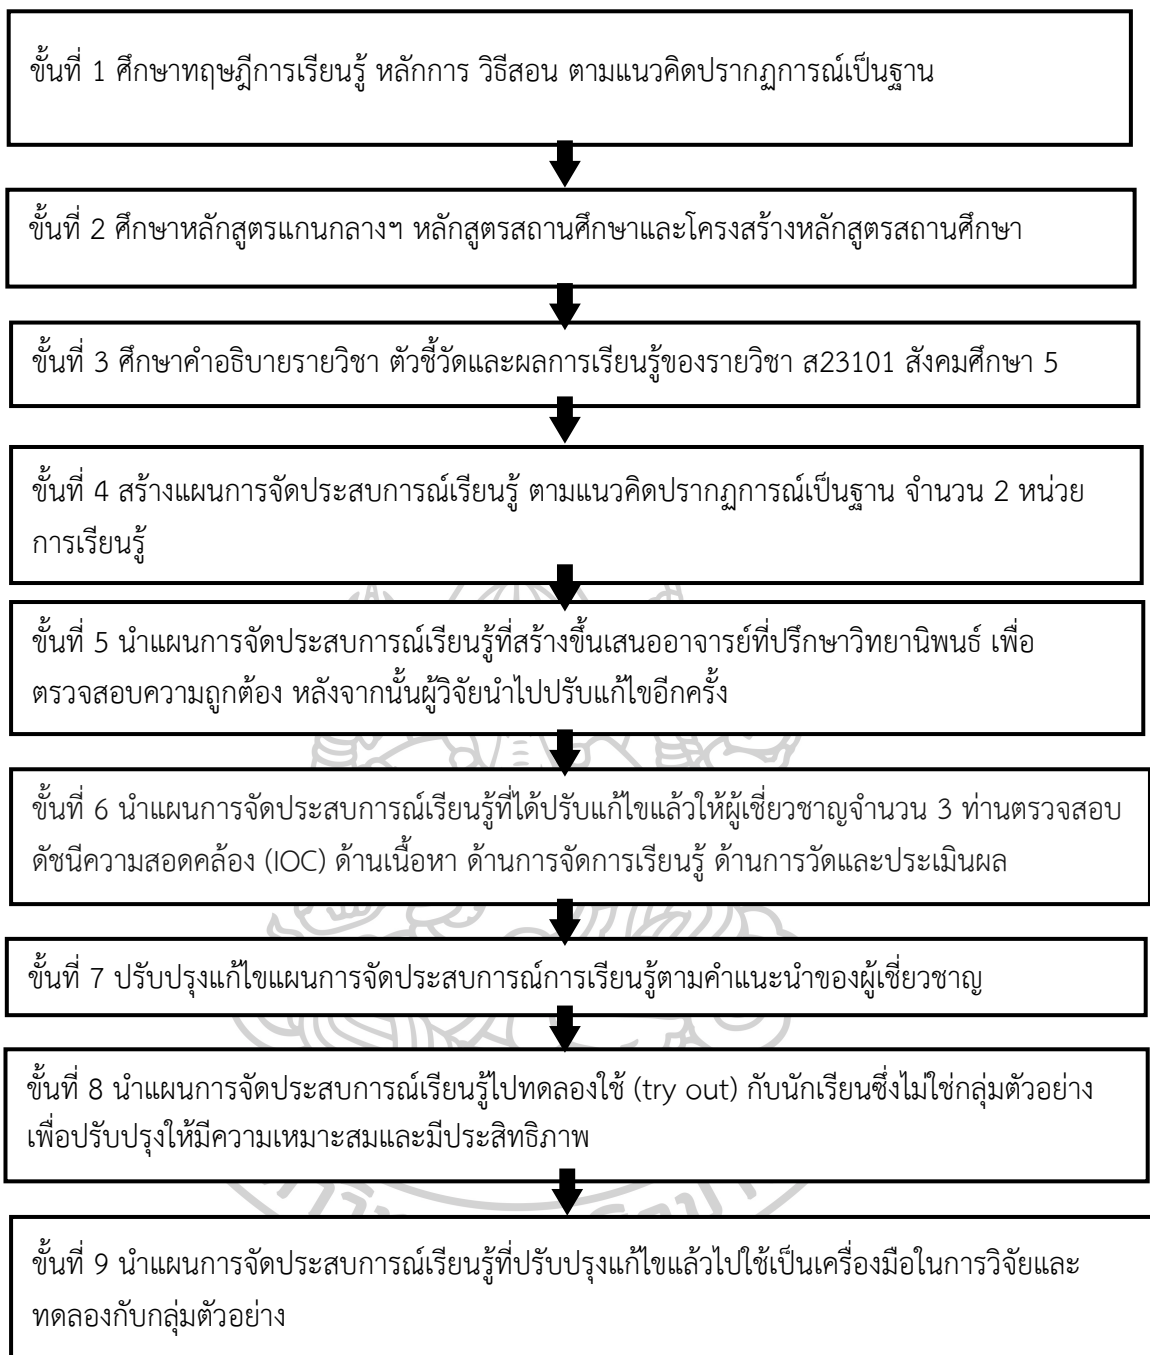 ขั้นที่ 1 ศึกษาทฤษฎีการเรียนรู้ หลักการ วิธีสอน ตามแนวคิดปรากฏการณ์เป็นฐาน
ขั้นที่ 2 ศึกษาหลักสูตรแกนกลางฯ หลักสูตรสถานศึกษาและโครงสร้างหลักสูตรสถานศึกษา
ขั้นที่ 3 ศึกษาคำอธิบายรายวิชา ตัวชี้วัดและผลการเรียนรู้ของรายวิชา ส23101 สังคมศึกษา 5
ขั้นที่ 4 สร้างแผนการจัดประสบการณ์เรียนรู้ ตามแนวคิดปรากฏการณ์เป็นฐาน จำนวน 2 หน่วย
การเรียนรู้
ขั้นที่ 5 นำแผนการจัดประสบการณ์เรียนรู้ที่สร้างขึ้นเสนออาจารย์ที่ปรึกษาวิทยานิพนธ์ เพื่อ
ตรวจสอบความถูกต้อง หลังจากนั้นผู้วิจัยนำไปปรับแก้ไขอีกครั้ง
ขั้นที่ 6 นำแผนการจัดประสบการณ์เรียนรู้ที่ได้ปรับแก้ไขแล้วให้ผู้เชี่ยวชาญจำนวน 3 ท่านตรวจสอบ
ดัชนีความสอดคล้อง (IOC) ด้านเนื้อหา ด้านการจัดการเรียนรู้ ด้านการวัดและประเมินผล
ขั้นที่ 7 ปรับปรุงแก้ไขแผนการจัดประสบการณ์การเรียนรู้ตามคำแนะนำของผู้เชี่ยวชาญ
ขั้นที่ 8 นำแผนการจัดประสบการณ์เรียนรู้ไปทดลองใช้ (try out) กับนักเรียนซึ่งไม่ใช่กลุ่มตัวอย่าง
เพื่อปรับปรุงให้มีความเหมาะสมและมีประสิทธิภาพ
ขั้นที่ 9 นำแผนการจัดประสบการณ์เรียนรู้ที่ปรับปรุงแก้ไขแล้วไปใช้เป็นเครื่องมือในการวิจัยและ
ทดลองกับกลุ่มตัวอย่าง